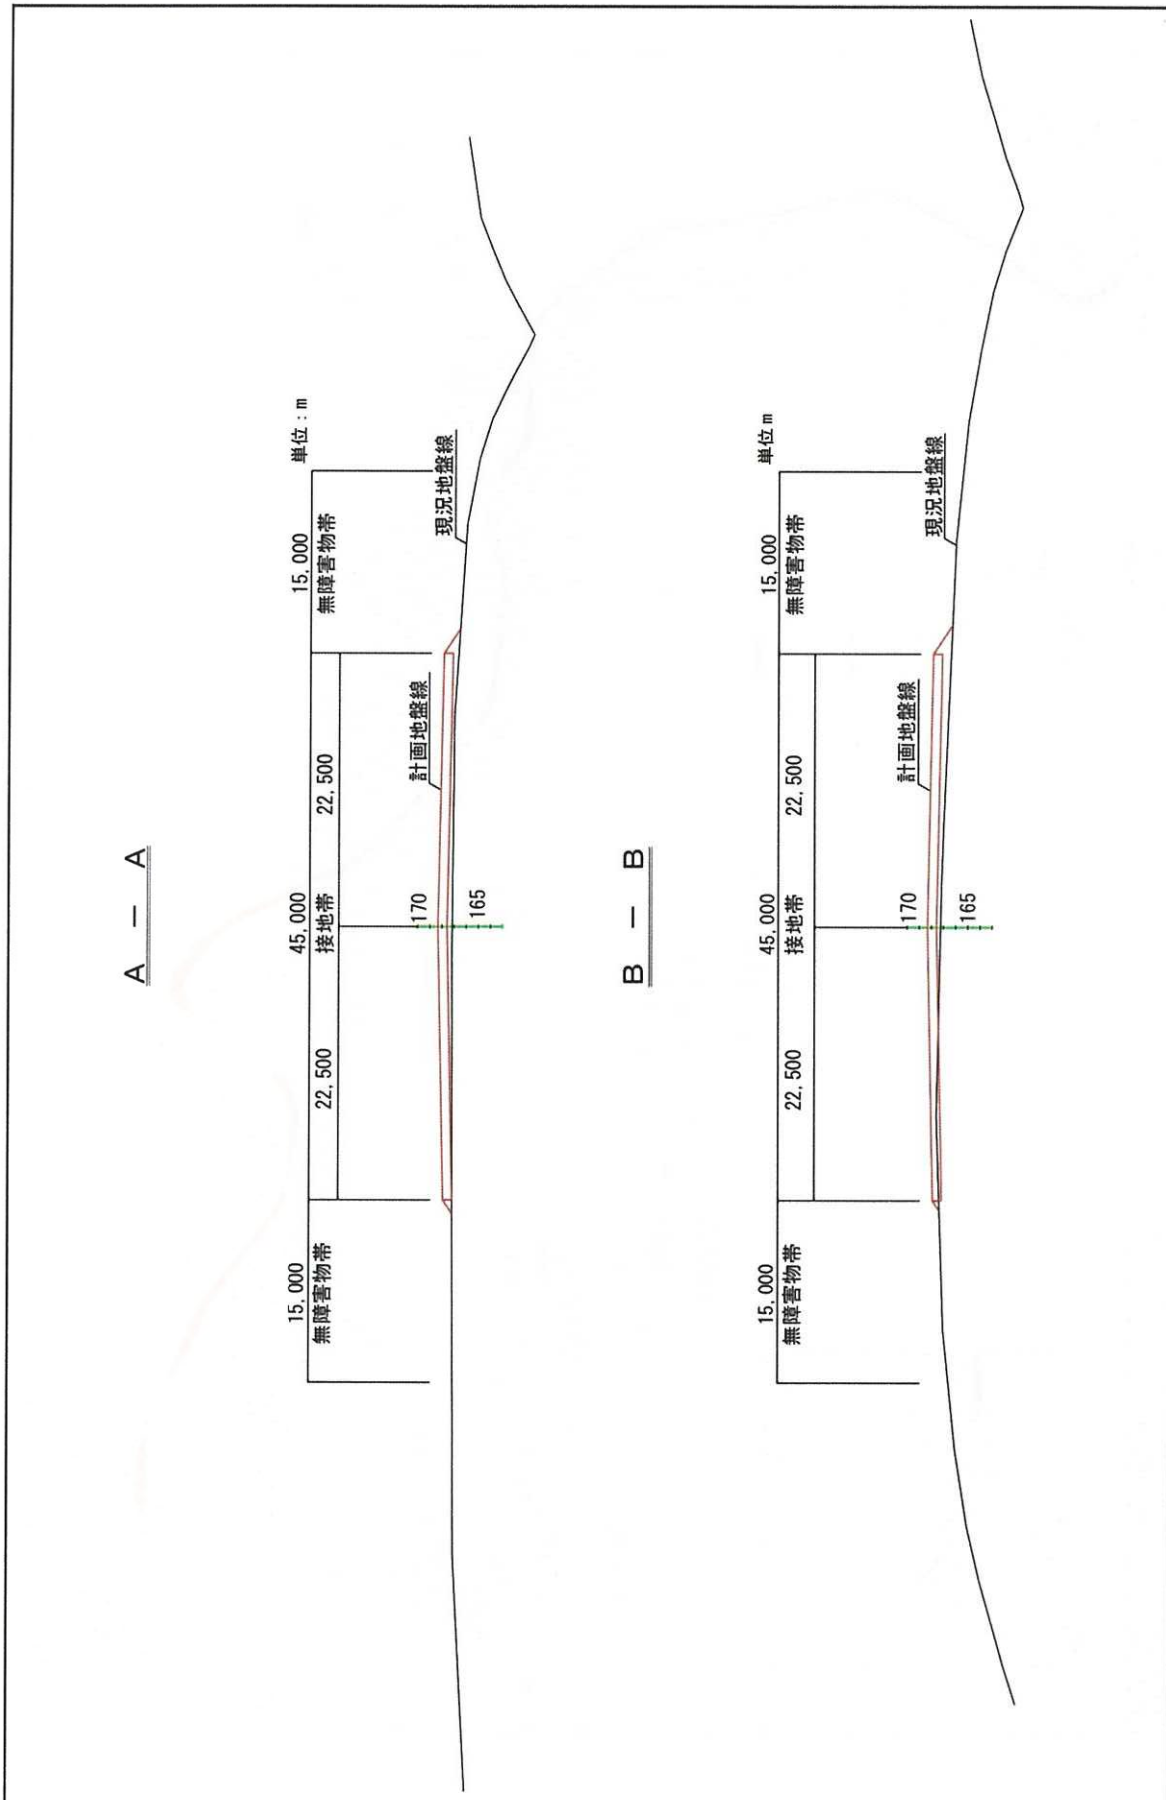 A － A
単位：m
15,000 45,000 15,000
無障害物帯 22,500 接地帯 22,500 無障害物帯
170
計画地盤線
現況地盤線
165
B － B
単位m
15,000 45,000 15,000
無障害物帯 22,500 接地帯 22,500 無障害物帯
170
計画地盤線
現況地盤線
165